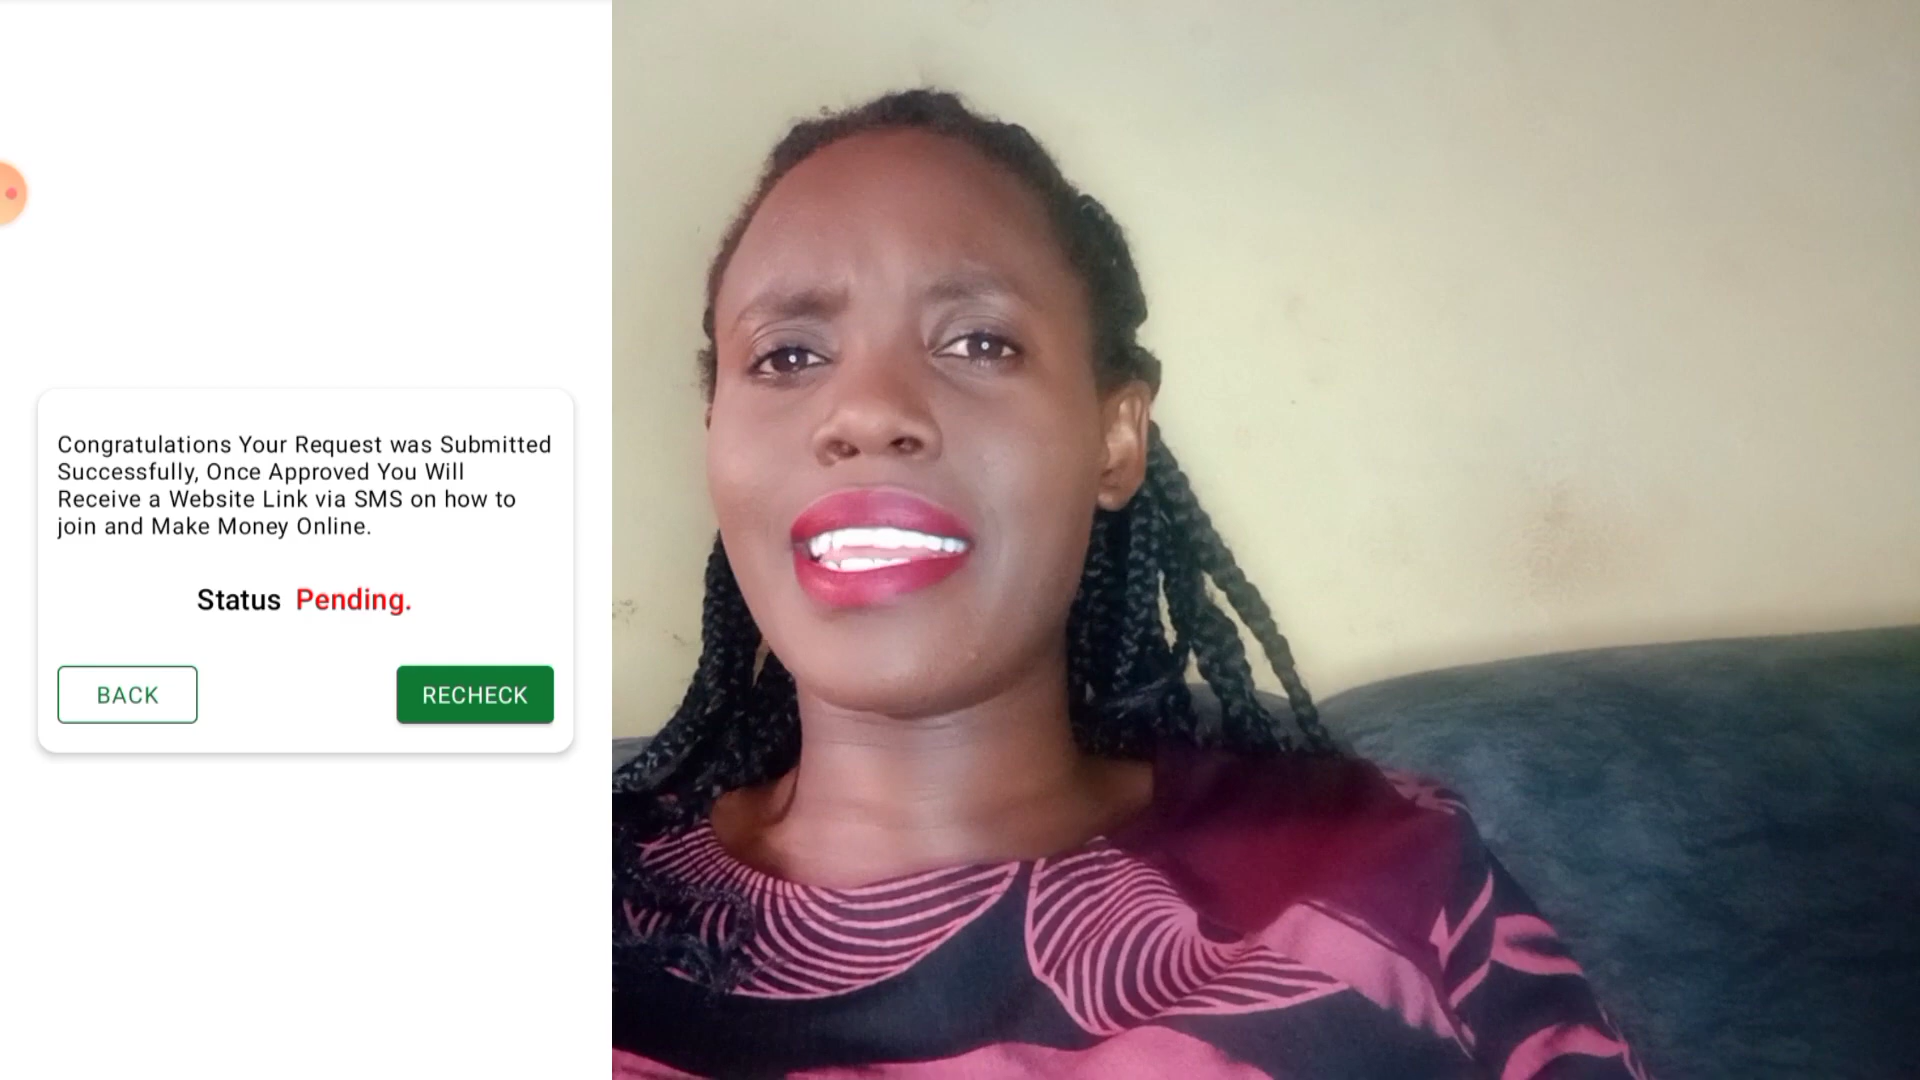 Congratulations Your Request was Submitted
Successfully, Once Approved You Will
Receive a Website Link via SMS on how to
join and Make Money Online.
Status Pending.
BACK
RECHECK